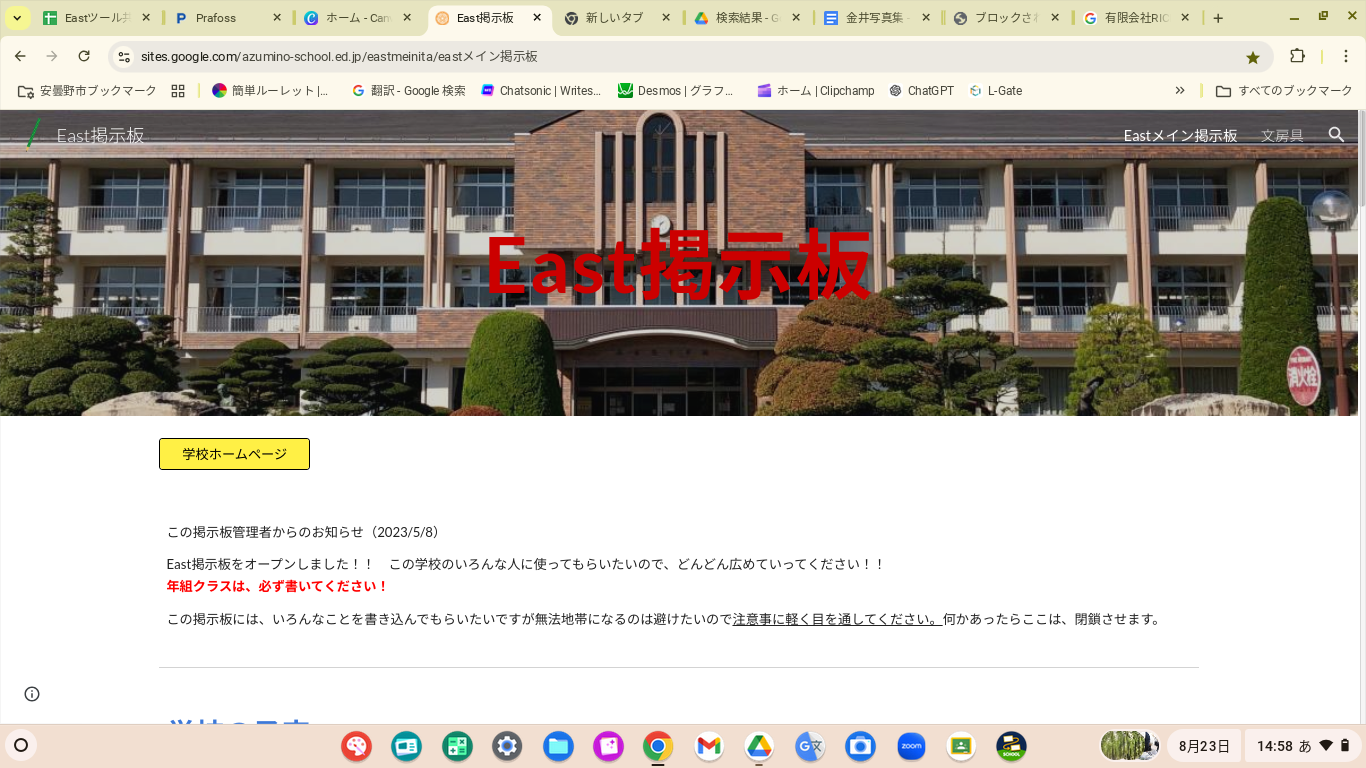 Eastツール掲
Prafoss
ホーム - Can
East掲示板
新しいタブ
検索結果 - G
金井写真集 -
ブロックされ
有限会社RIC
sites.google.com/azumino-school.ed.jp/eastmeinita/eastメイン掲示板
安曇野市ブックマーク
簡単ルーレット |...
翻訳 - Google 検索
Chatsonic | Writes...
Desmos | グラフ...
ホーム | Clipchamp
ChatGPT
L-Gate
すべてのブックマーク
East掲示板
Eastメイン掲示板
文房具
East掲示板
消火栓
学校ホームページ
この掲示板管理者からのお知らせ（2023/5/8）
East掲示板をオープンしました！！　この学校のいろんな人に使ってもらいたいので、どんどん広めていってください！！
年組クラスは、必ず書いてください！
この掲示板には、いろんなことを書き込んでもらいたいですが無法地帯になるのは避けたいので注意事に軽く目を通してください。何かあったらここは、閉鎖させます。
zoom
SCHOOL
8月23日
14:58 あ